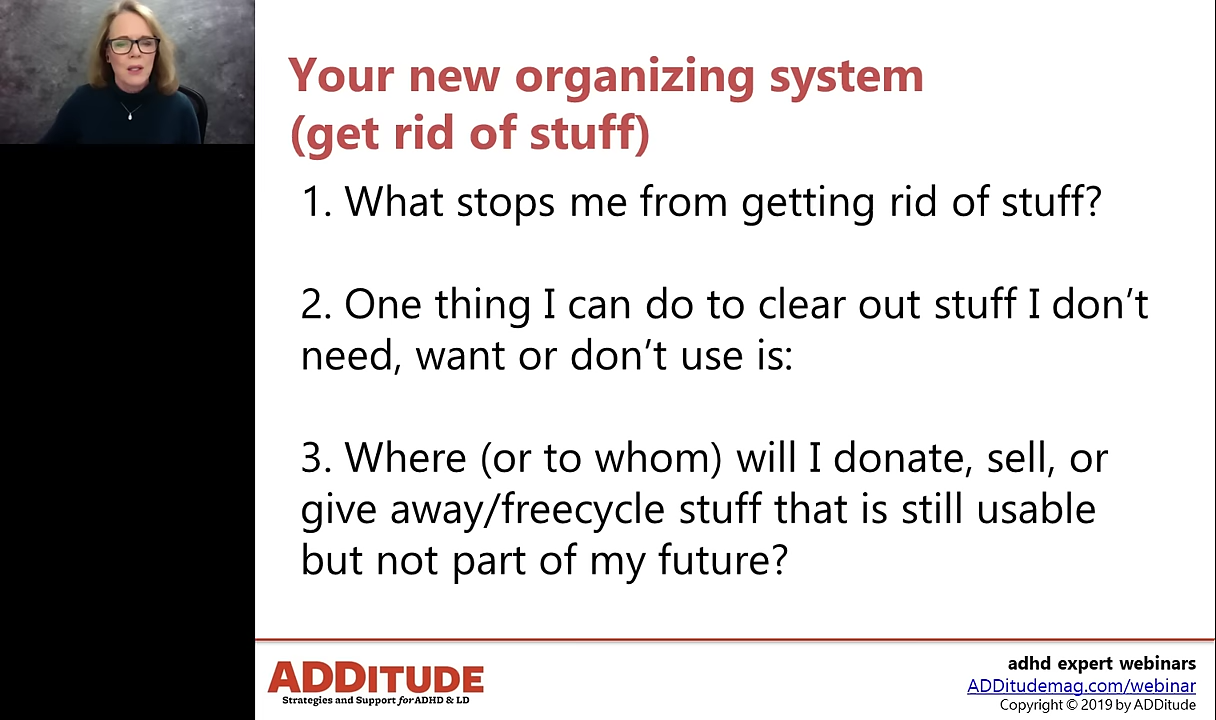 Your new organizing system
(get rid of stuff)
1. What stops me from getting rid of stuff?
2. One thing I can do to clear out stuff I don’t
need, want or don’t use is:
3. Where (or to whom) will I donate, sell, or
give away/freecycle stuff that is still usable
but not part of my future?
ADDITUDE
Strategies and Support for ADHD & LD
adhd expert webinars
ADDitudemag.com/webinar
Copyright © 2019 by ADDitude